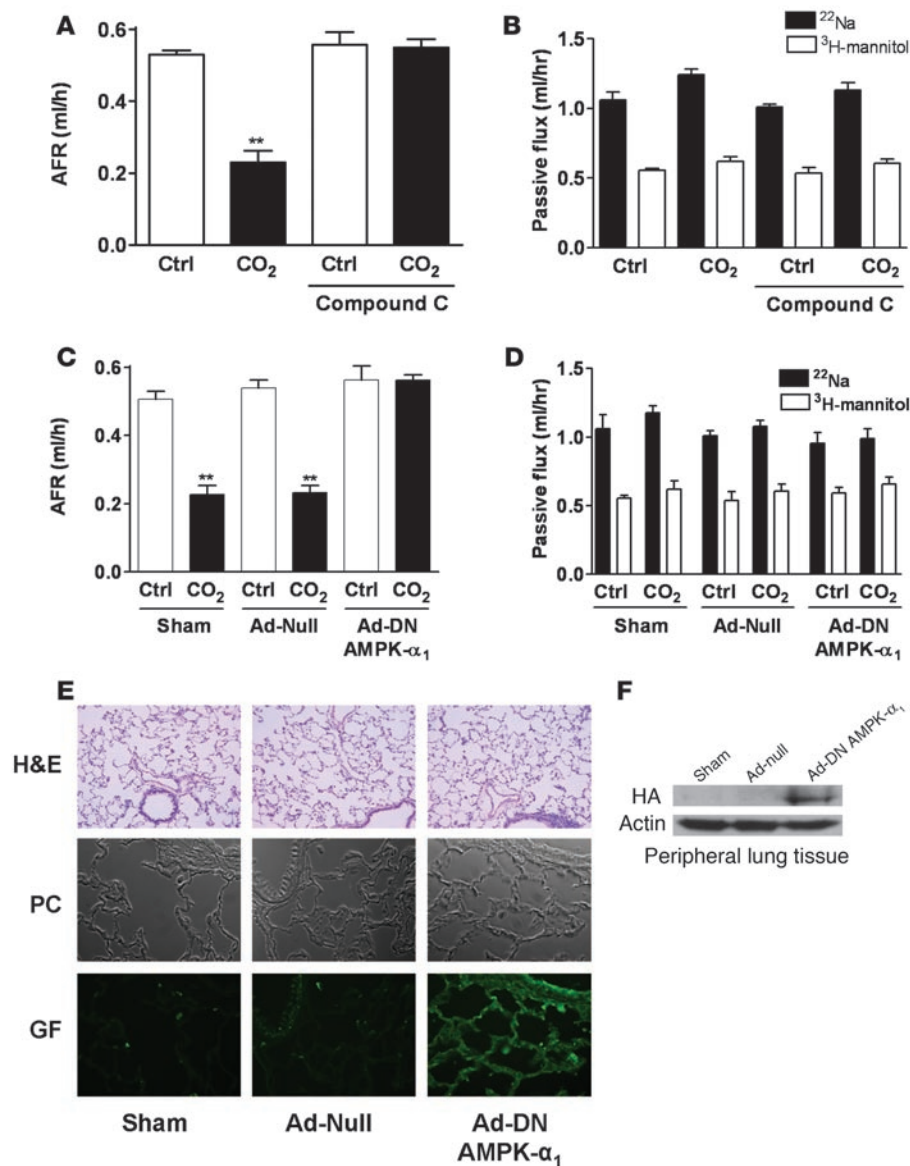 A
AFR (ml/h)
0.6
0.4
0.2
0.0
**
Ctrl CO₂ Ctrl CO₂
Compound C
B
Passive flux (ml/hr)
1.5
1.0
0.5
0.0
²²Na
³H-mannitol
Ctrl CO₂ Ctrl CO₂
Compound C
C
AFR (ml/h)
0.6
0.4
0.2
0.0
** **
Ctrl CO₂ Ctrl CO₂ Ctrl CO₂
Sham Ad-Null Ad-DN
AMPK-α₁
D
Passive flux (ml/hr)
1.5
1.0
0.5
0.0
²²Na
³H-mannitol
Ctrl CO₂ Ctrl CO₂ Ctrl CO₂
Sham Ad-Null Ad-DN
AMPK-α₁
E
H&E
PC
GF
Sham Ad-Null Ad-DN
AMPK-α₁
F
Sham Ad-null Ad-DN AMPK-α₁
HA
Actin
Peripheral lung tissue